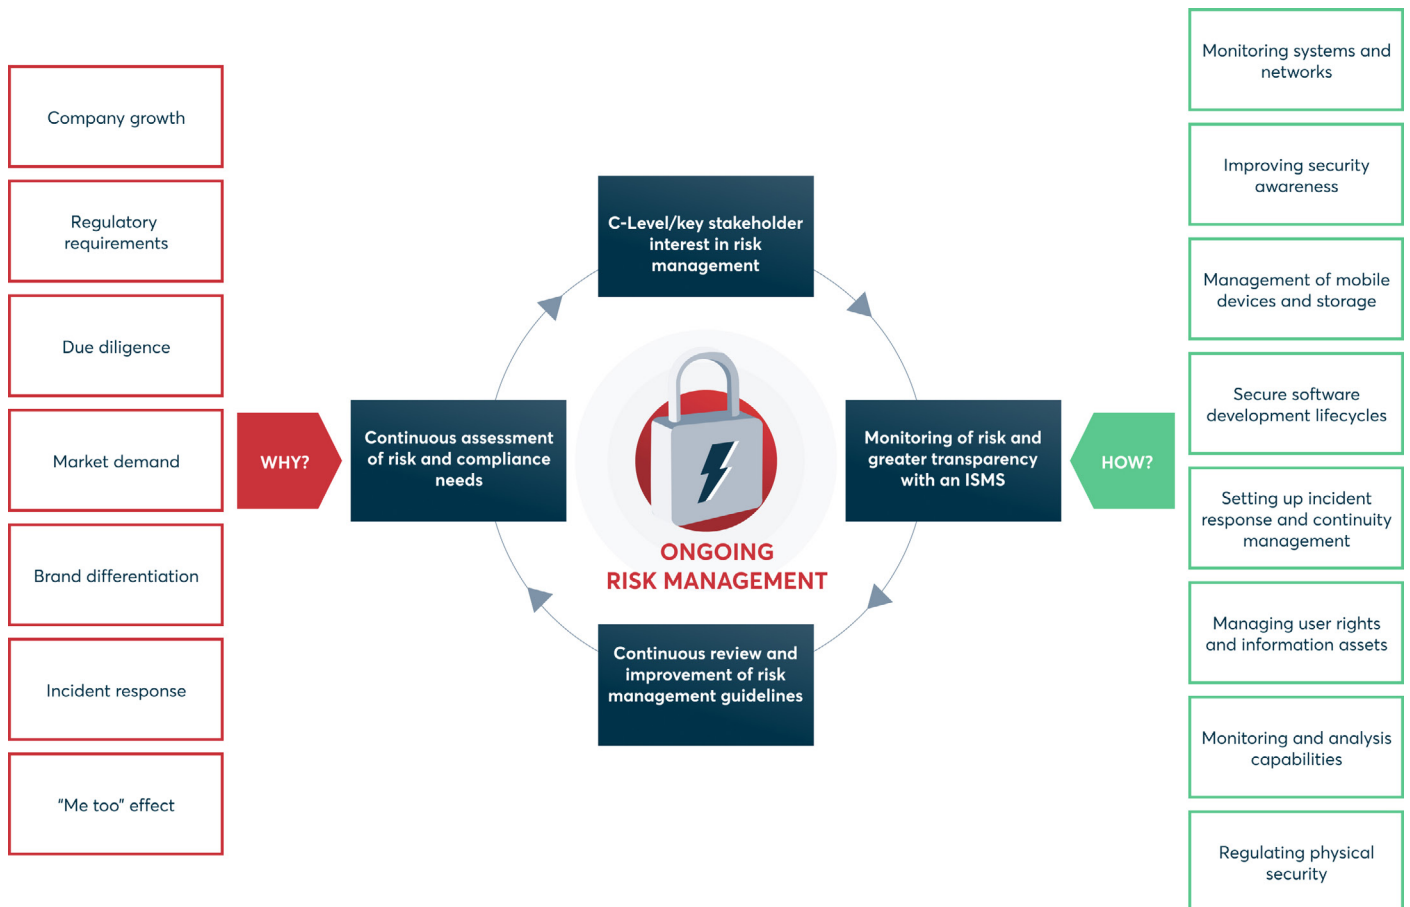 Company growth
Regulatory
requirements
Due diligence
Market demand
Brand differentiation
Incident response
“Me too” effect
WHY?
C-Level/key stakeholder
interest in risk
management
Continuous assessment
of risk and compliance
needs
Monitoring of risk and
greater transparency
with an ISMS
ONGOING
RISK MANAGEMENT
Continuous review and
improvement of risk
management guidelines
HOW?
Monitoring systems and
networks
Improving security
awareness
Management of mobile
devices and storage
Secure software
development lifecycles
Setting up incident
response and continuity
management
Managing user rights
and information assets
Monitoring and analysis
capabilities
Regulating physical
security